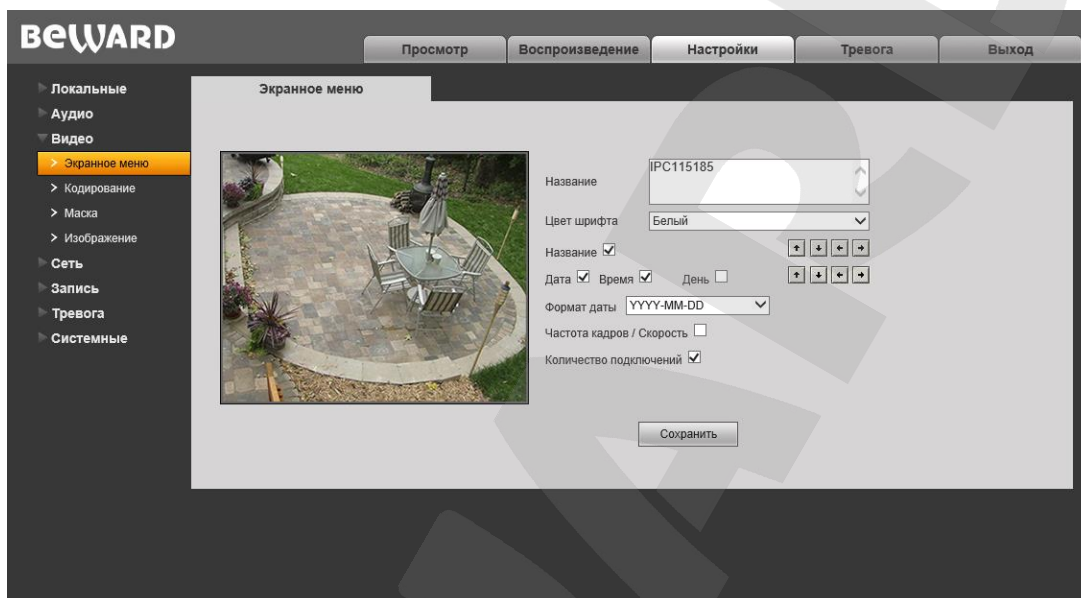 BEWARD
Просмотр
Воспроизведение
Настройки
Тревога
Выход
Локальные
Аудио
Видео
Экранное меню
Кодирование
Маска
Изображение
Сеть
Запись
Тревога
Системные
Экранное меню
Название IPC115185
Цвет шрифта Белый
Название
Дата Время День
Формат даты YYYY-MM-DD
Частота кадров / Скорость
Количество подключений
Сохранить